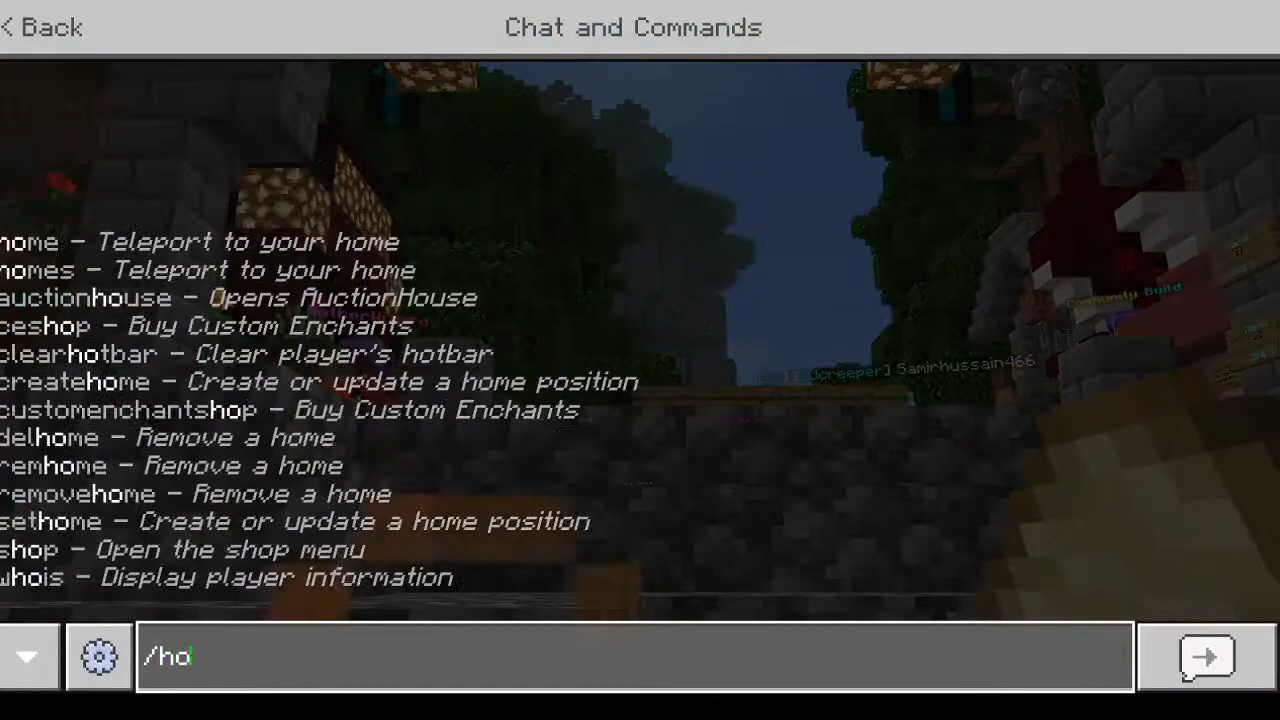 < Back
Chat and Commands
home – Teleport to your home
homes – Teleport to your home
auctionhouse – Opens AuctionHouse
ceshop – Buy Custom Enchants
clearhotbar – Clear player's hotbar
createhome – Create or update a home position
customenchantshop – Buy Custom Enchants
delhome – Remove a home
remhome – Remove a home
removehome – Remove a home
sethome – Create or update a home position
shop – Open the shop menu
whois – Display player information
Community Build
Samirhussain466
/ho